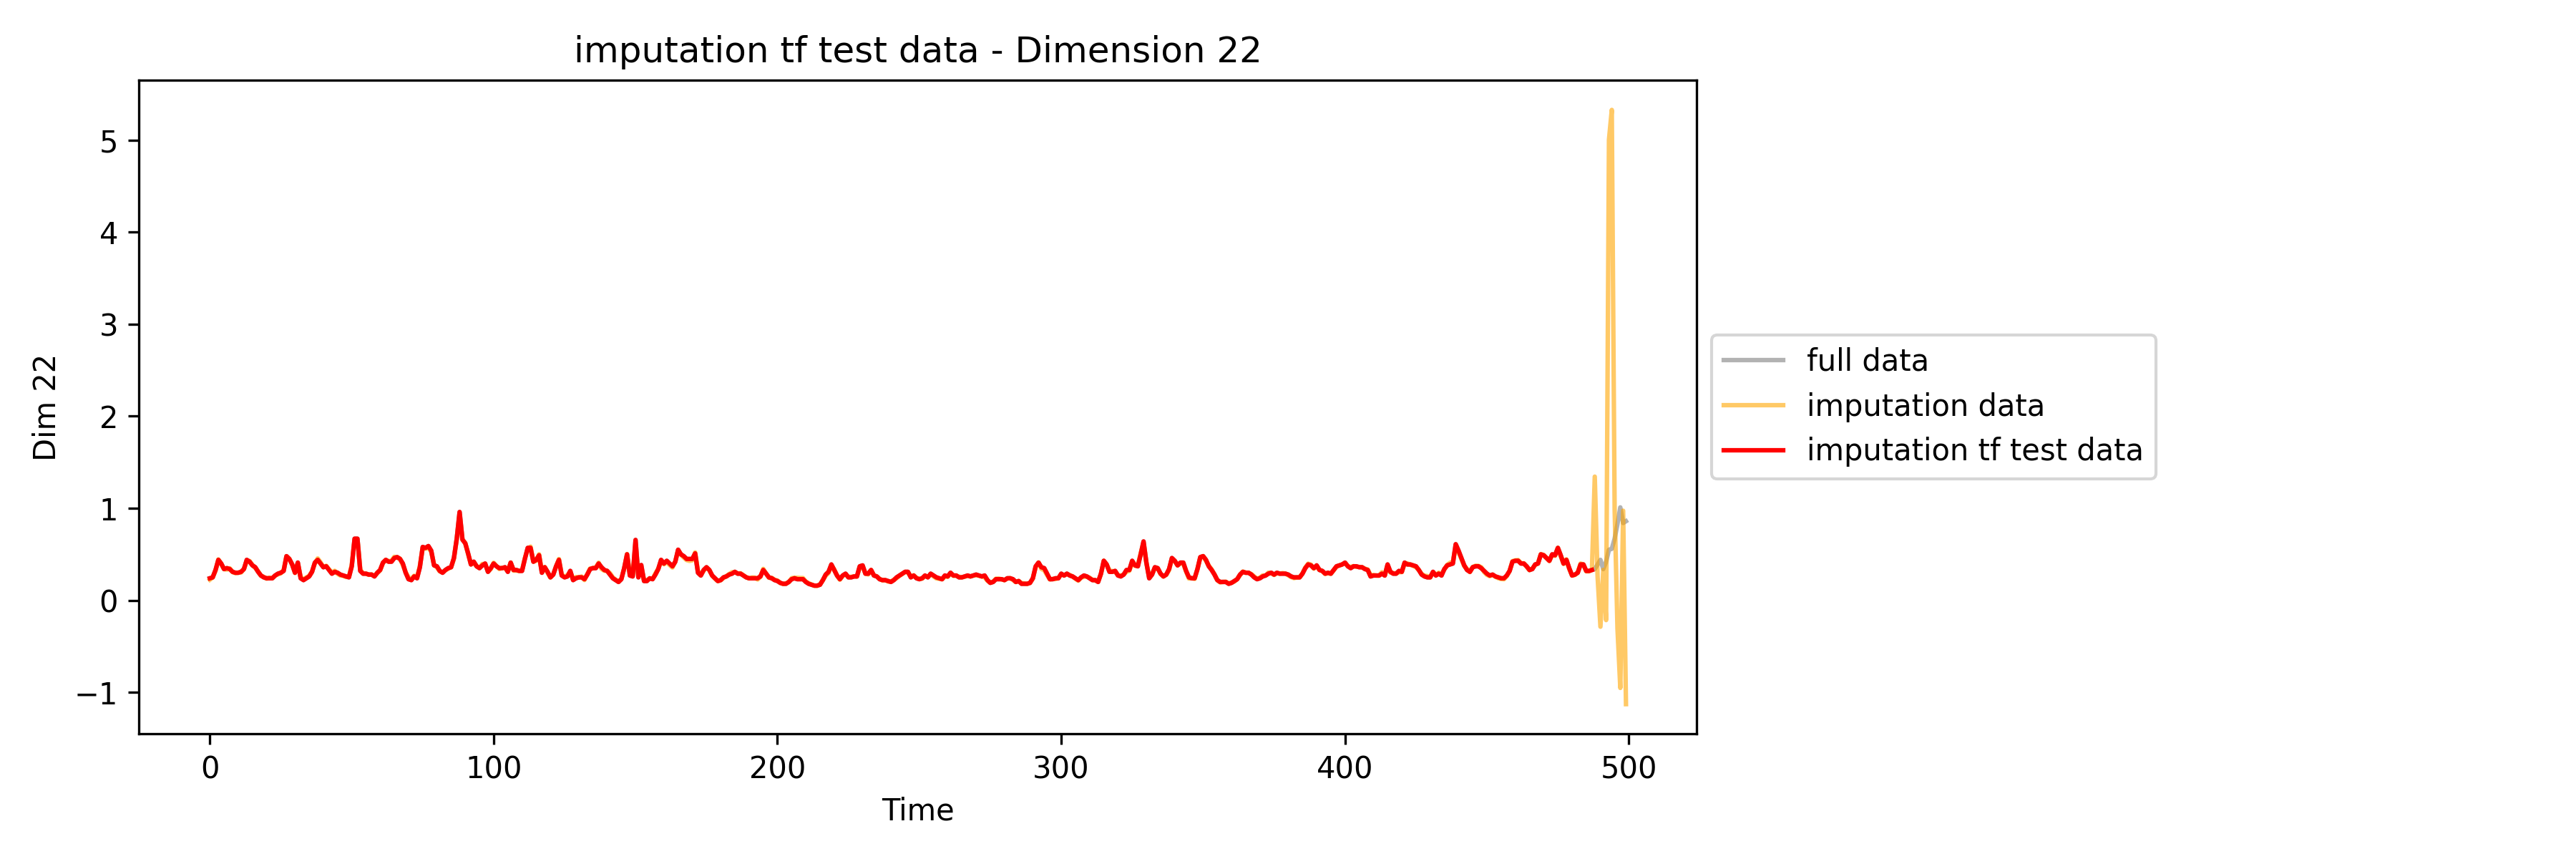 imputation tf test data - Dimension 22
Dim 22
5
4
3
2
1
0
−1
0 100 200 300 400 500
Time
full data
imputation data
imputation tf test data